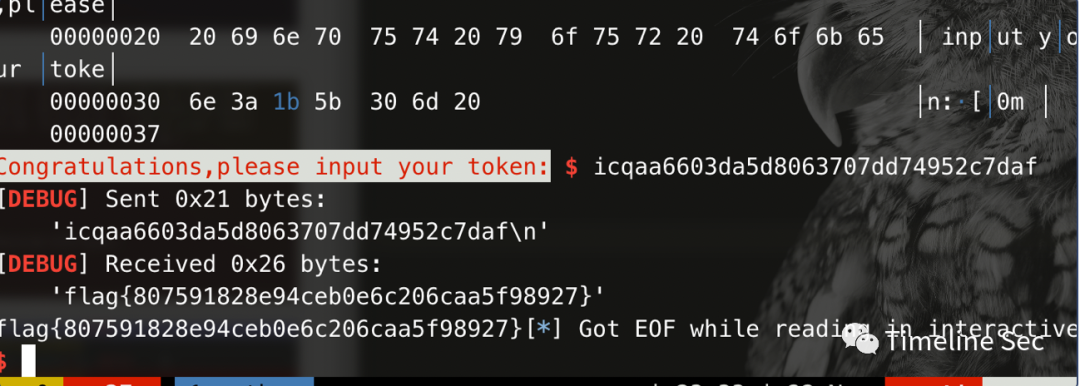 ,pl│ease│
00000020  20 69 6e 70  75 74 20 79  6f 75 72 20  74 6f 6b 65  │ inp│ut y│o
ur │toke│
00000030  6e 3a 1b 5b  30 6d 20  │n:·[│0m │
00000037
Congratulations,please input your token: $ icqaa6603da5d8063707dd74952c7daf
[DEBUG] Sent 0x21 bytes:
'icqaa6603da5d8063707dd74952c7daf\n'
[DEBUG] Received 0x26 bytes:
'flag{807591828e94ceb0e6c206caa5f98927}'
flag{807591828e94ceb0e6c206caa5f98927}[*] Got EOF while reading in interactive
$
Timeline Sec